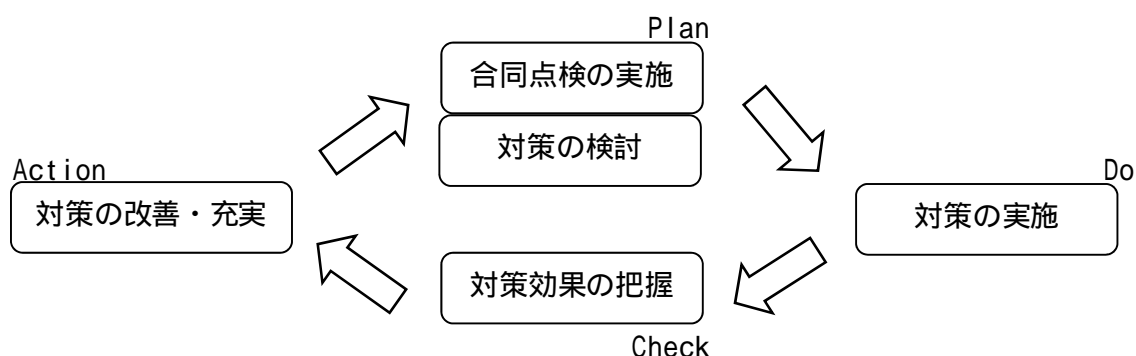 Plan
合同点検の実施
対策の検討
Action
対策の改善・充実
Do
対策の実施
対策効果の把握
Check